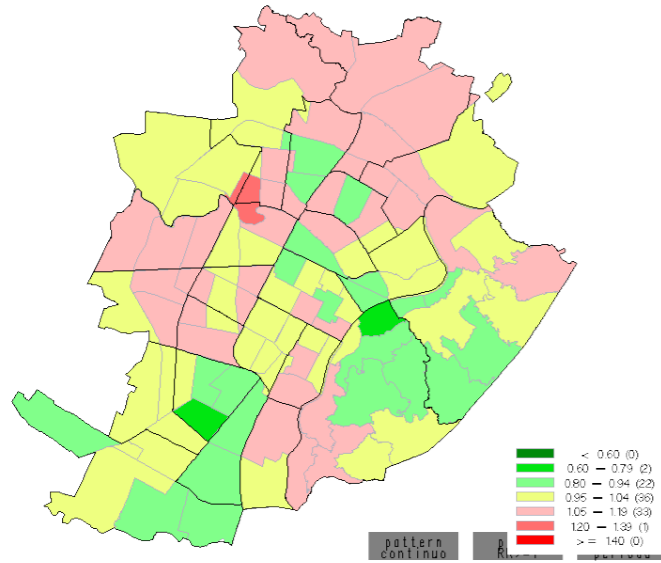 < 0.60 (0)
0.60 – 0.79 (2)
0.80 – 0.94 (22)
0.95 – 1.04 (36)
1.05 – 1.19 (33)
1.20 – 1.39 (1)
>= 1.40 (0)
pattern
continuo